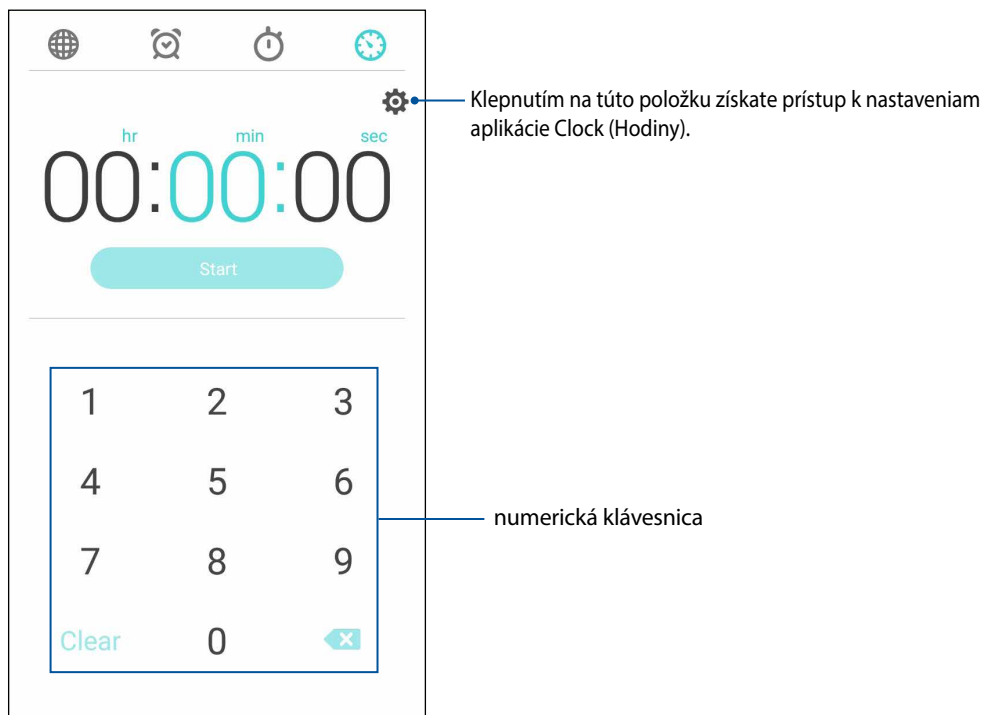 Klepnutím na túto položku získate prístup k nastaveniam
aplikácie Clock (Hodiny).
hr min sec
00:00:00
Start
1 2 3
4 5 6
numerická klávesnica
7 8 9
Clear 0